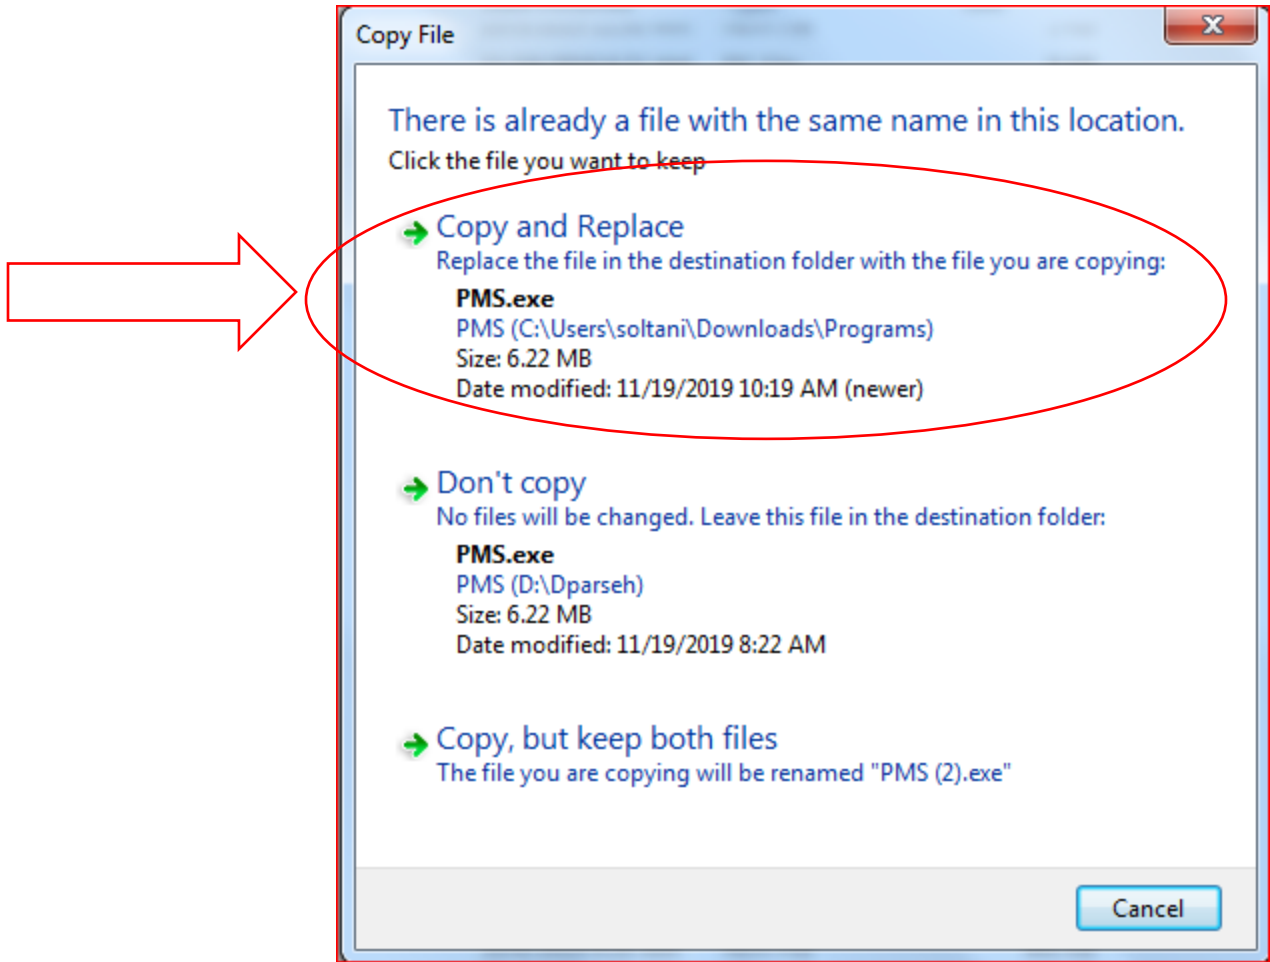 Copy File
There is already a file with the same name in this location.
Click the file you want to keep
Copy and Replace
Replace the file in the destination folder with the file you are copying:
PMS.exe
PMS (C:\Users\soltani\Downloads\Programs)
Size: 6.22 MB
Date modified: 11/19/2019 10:19 AM (newer)
Don't copy
No files will be changed. Leave this file in the destination folder:
PMS.exe
PMS (D:\Dparseh)
Size: 6.22 MB
Date modified: 11/19/2019 8:22 AM
Copy, but keep both files
The file you are copying will be renamed "PMS (2).exe"
Cancel